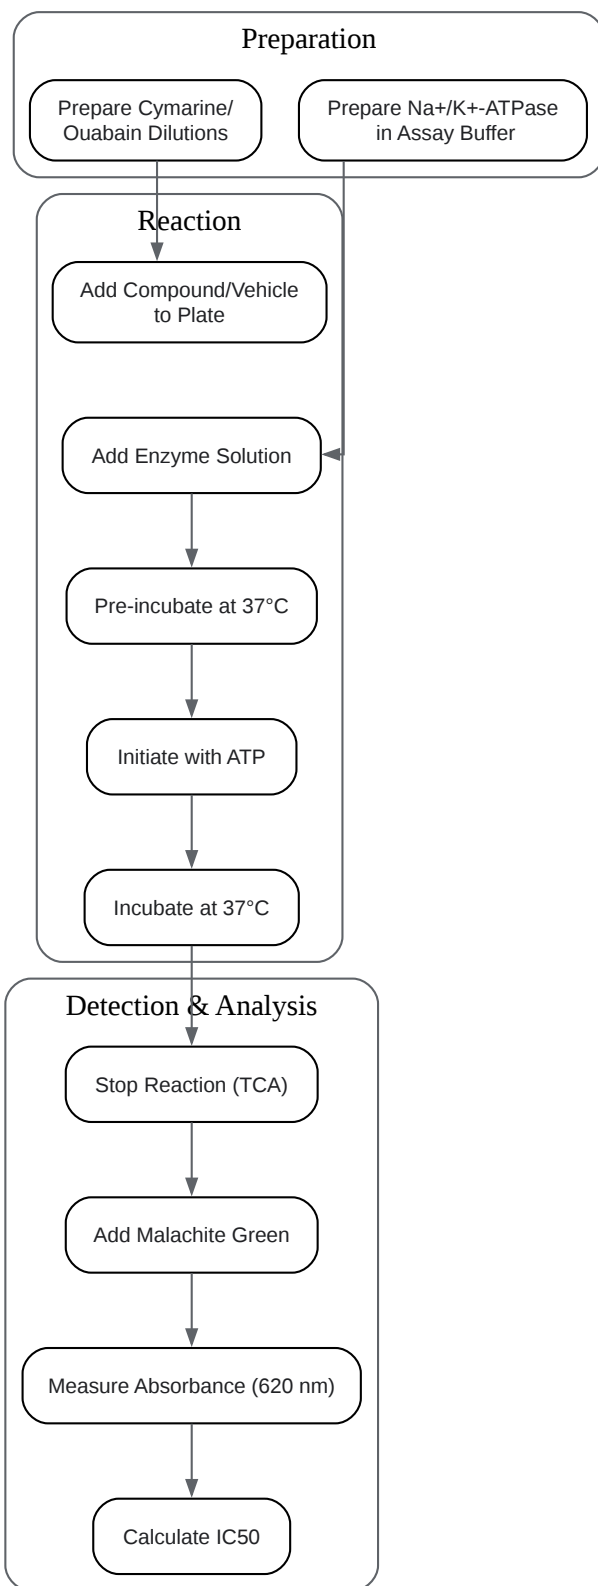 Preparation
Prepare Cymarine/
Ouabain Dilutions
Prepare Na+/K+-ATPase
in Assay Buffer
Reaction
Add Compound/Vehicle
to Plate
Add Enzyme Solution
Pre-incubate at 37°C
Initiate with ATP
Incubate at 37°C
Detection & Analysis
Stop Reaction (TCA)
Add Malachite Green
Measure Absorbance (620 nm)
Calculate IC50